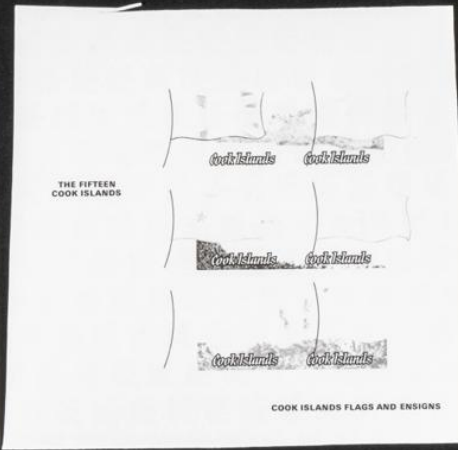 Cook Islands Cook Islands
THE FIFTEEN
COOK ISLANDS
Cook Islands Cook Islands
Cook Islands Cook Islands
COOK ISLANDS FLAGS AND ENSIGNS